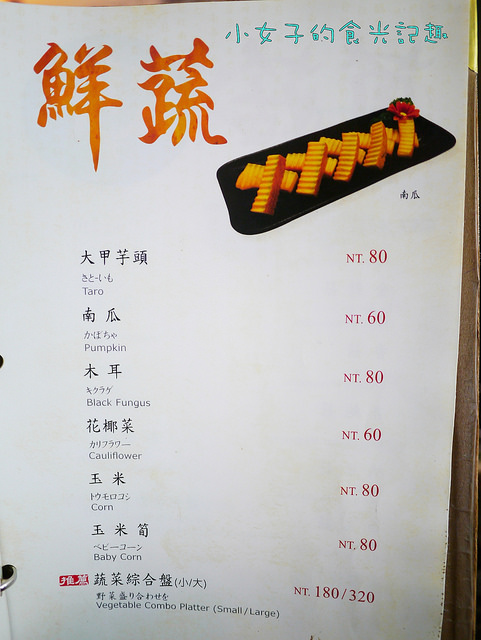 小女子的食光記趣
鮮蔬
南瓜
大甲芋頭 NT. 80
さといも
Taro
南瓜 NT. 60
かぼちゃ
Pumpkin
木耳 NT. 80
キクラゲ
Black Fungus
花椰菜 NT. 60
カリフラワー
Cauliflower
玉米 NT. 80
トウモロコシ
Corn
玉米筍 NT. 80
ベビーコーン
Baby Corn
推薦 蔬菜綜合盤(小/大) NT. 180/320
野菜盛り合わせを
Vegetable Combo Platter (Small/Large)